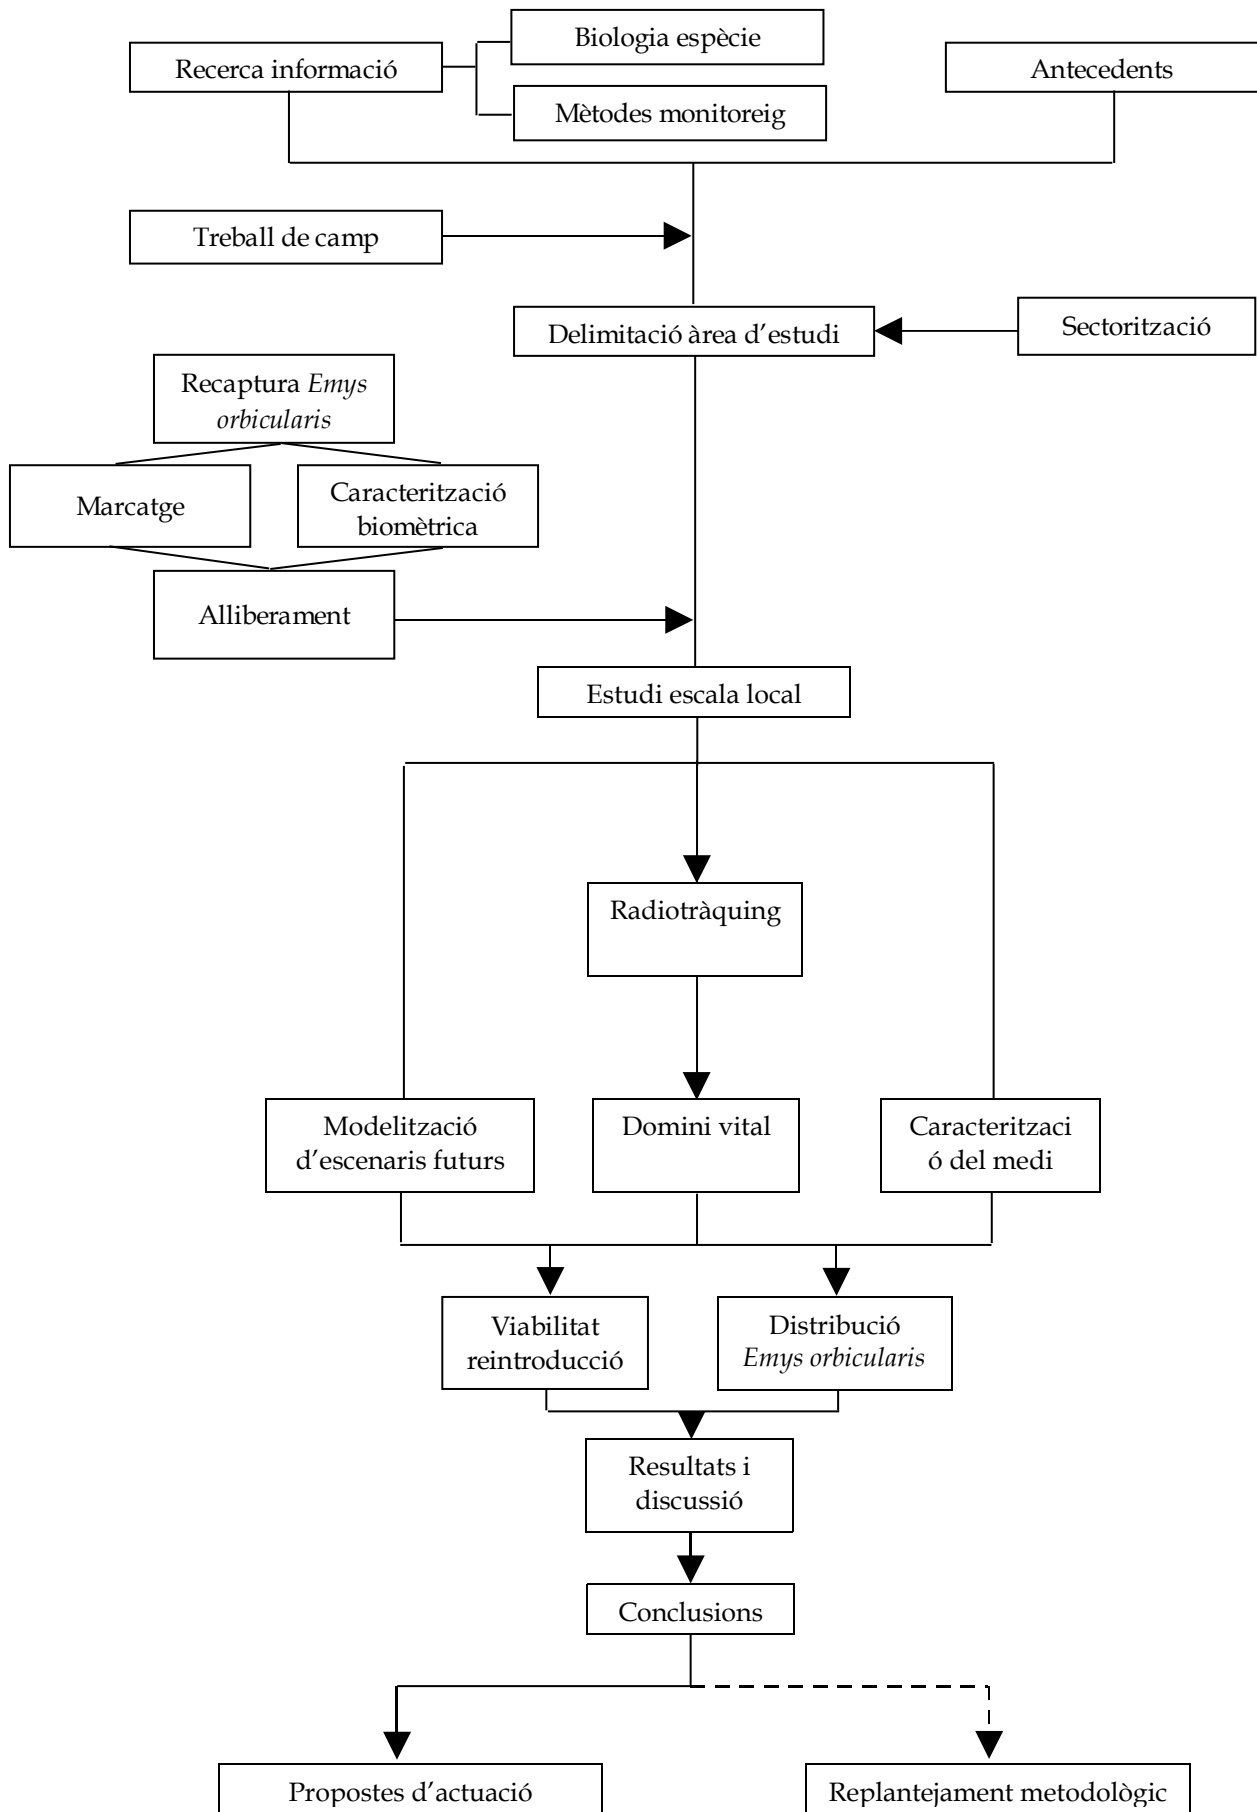 Biologia espècie
Recerca informació
Antecedents
Mètodes monitoreig
Treball de camp
Delimitació àrea d'estudi
Sectorització
Recaptura Emys
orbicularis
Marcatge
Caracterització
biomètrica
Alliberament
Estudi escala local
Radiotràquing
Modelització
d'escenaris futurs
Domini vital
Caracteritzaci
ó del medi
Viabilitat
reintroducció
Distribució
Emys orbicularis
Resultats i
discussió
Conclusions
Propostes d'actuació
Replantejament metodològic